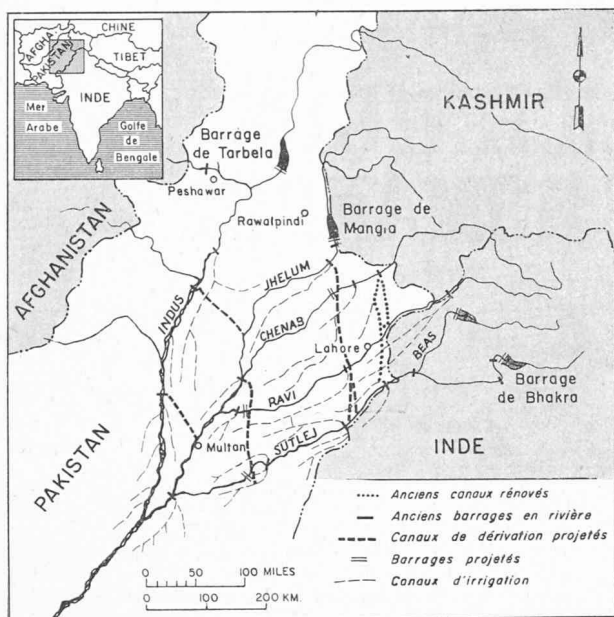 CHINE
AFGHA.
PAKISTAN
TIBET
INDE
Mer
Arabe
Golfe
de
Bengale
KASHMIR
Barrage
de Tarbela
Peshawar
Rawalpindi
Barrage de
Mangla
AFGHANISTAN
INDUS
JHELUM
CHENAB
Lahore
BEAS
RAVI
Barrage
de Bhakra
Multan
SUTLEJ
INDE
PAKISTAN
Anciens canaux rénovés
Anciens barrages en rivière
Canaux de dérivation projetés
Barrages projetés
Canaux d'irrigation
0 50 100 MILES
0 100 200 KM.